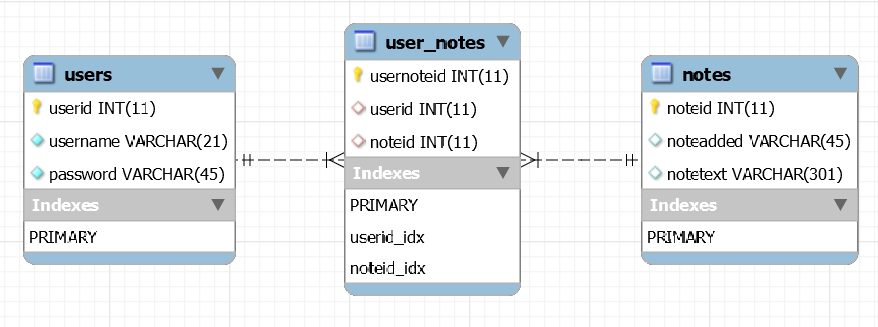 users
userid INT(11)
username VARCHAR(21)
password VARCHAR(45)
Indexes
PRIMARY
user_notes
usernoteid INT(11)
userid INT(11)
noteid INT(11)
Indexes
PRIMARY
userid_idx
noteid_idx
notes
noteid INT(11)
noteadded VARCHAR(45)
notetext VARCHAR(301)
Indexes
PRIMARY